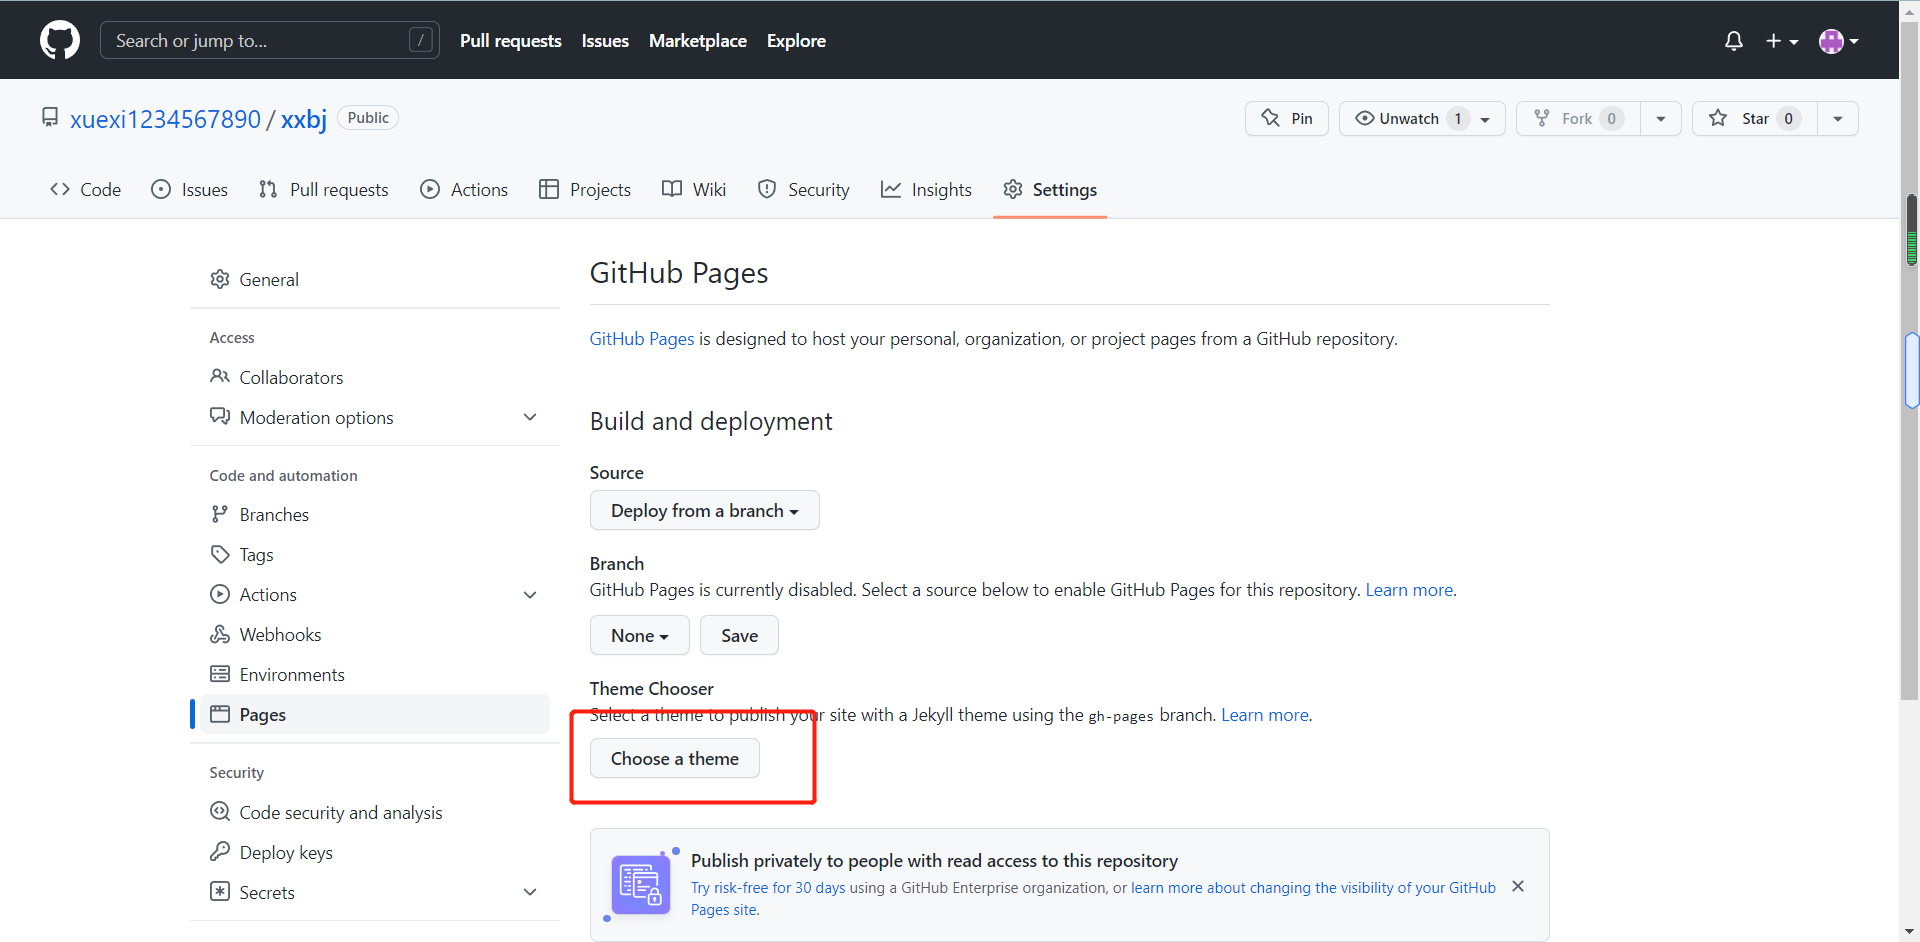 Search or jump to... /
Pull requests Issues Marketplace Explore
xuexi1234567890 / xxbj Public
Pin
Unwatch 1
Fork 0
Star 0
Code Issues Pull requests Actions Projects Wiki Security Insights Settings
General
Access
Collaborators
Moderation options
Code and automation
Branches
Tags
Actions
Webhooks
Environments
Pages
Security
Code security and analysis
Deploy keys
Secrets
GitHub Pages
GitHub Pages is designed to host your personal, organization, or project pages from a GitHub repository.
Build and deployment
Source
Deploy from a branch
Branch
GitHub Pages is currently disabled. Select a source below to enable GitHub Pages for this repository. Learn more.
None Save
Theme Chooser
Select a theme to publish your site with a Jekyll theme using the gh-pages branch. Learn more.
Choose a theme
Publish privately to people with read access to this repository
Try risk-free for 30 days using a GitHub Enterprise organization, or learn more about changing the visibility of your GitHub
Pages site.